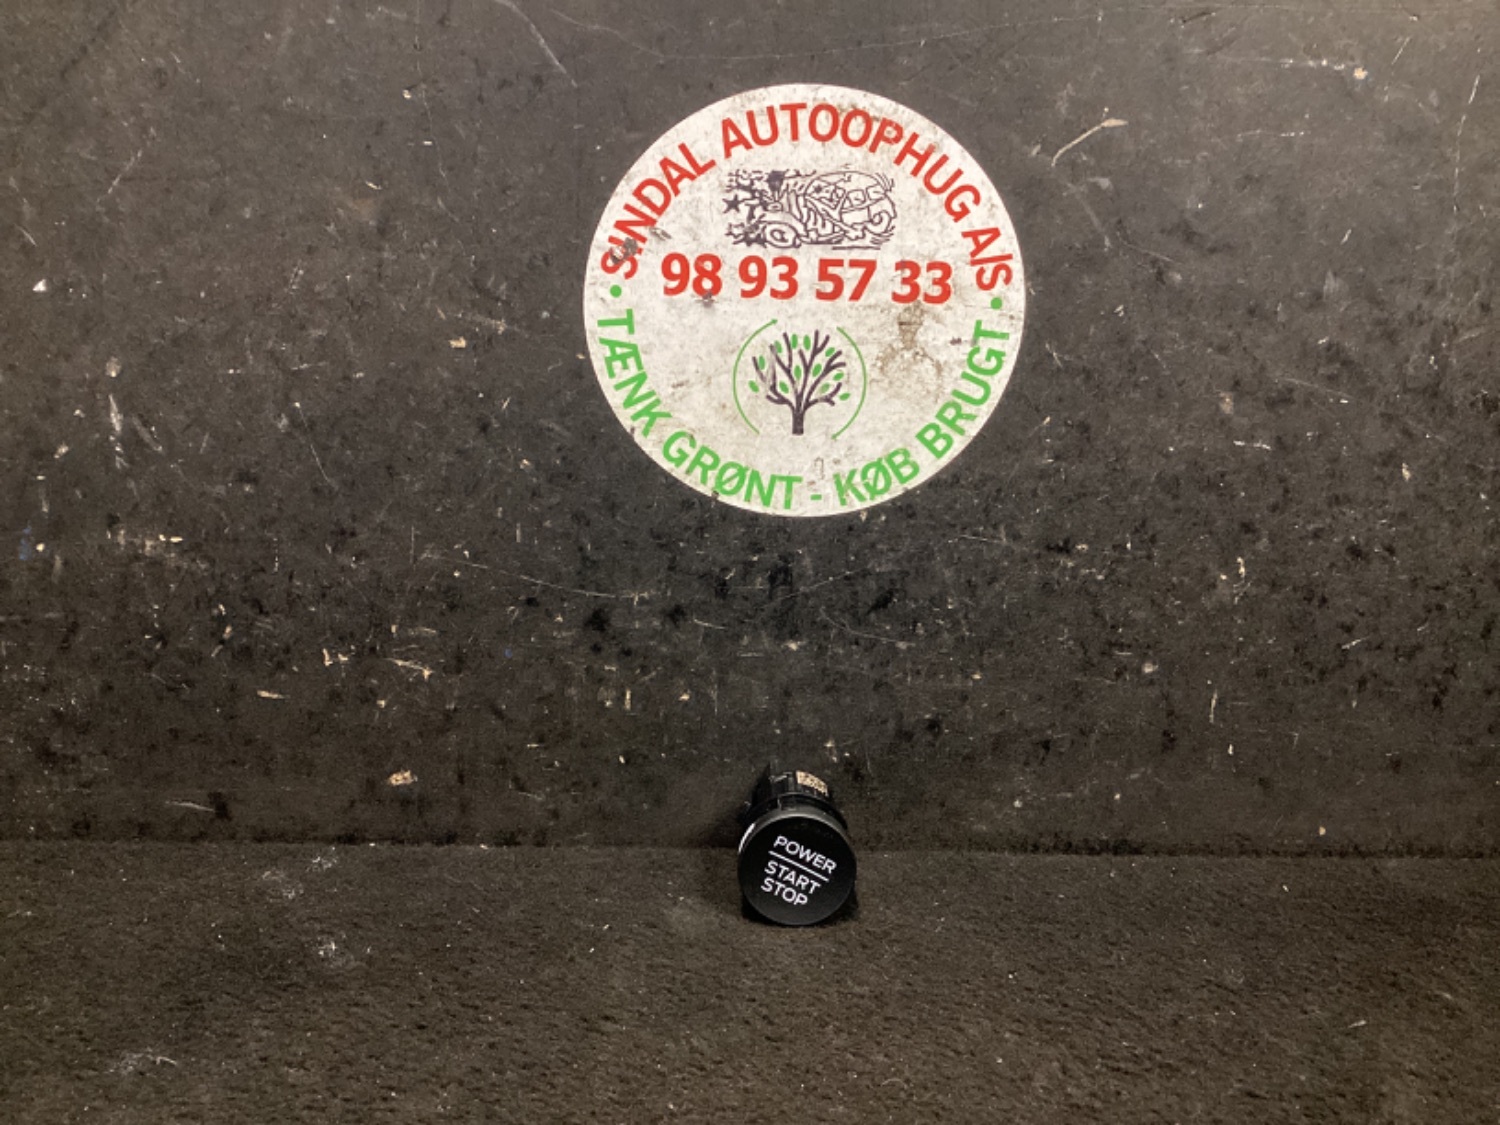 SINDAL AUTOOPHUG A/S
98 93 57 33
• TÆNK GRØNT - KØB BRUGT •
POWER
START
STOP